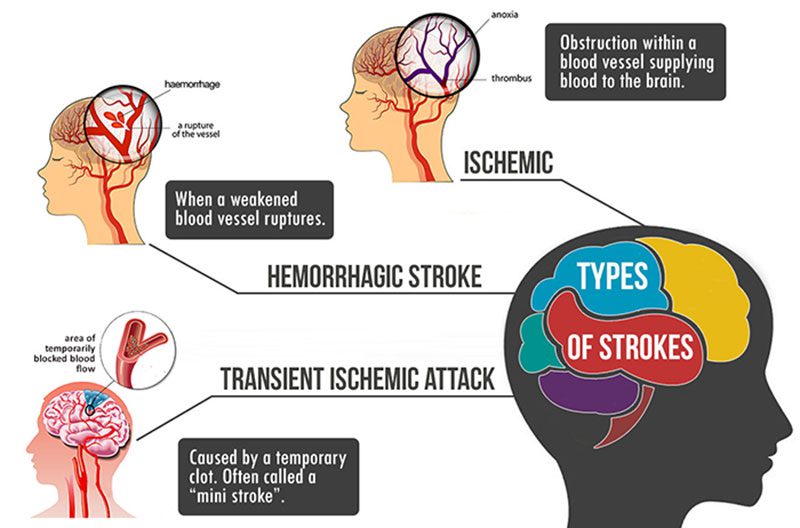 anoxia
thrombus
Obstruction within a
blood vessel supplying
blood to the brain.
ISCHEMIC
haemorrhage
a rupture
of the vessel
When a weakened
blood vessel ruptures.
HEMORRHAGIC STROKE
TYPES
OF STROKES
area of
temporarily
blocked blood
flow
TRANSIENT ISCHEMIC ATTACK
Caused by a temporary
clot. Often called a
“mini stroke”.